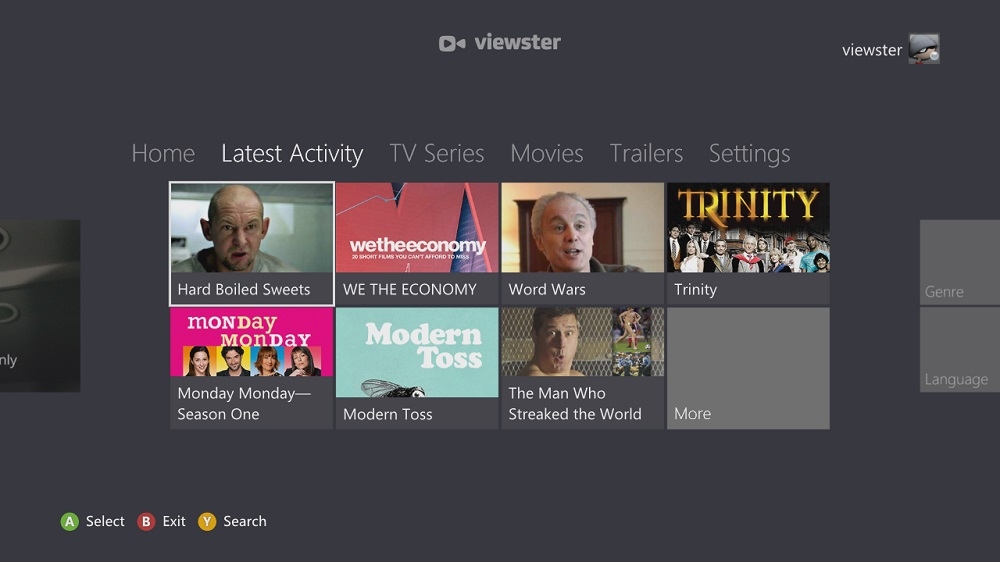 viewster
viewster
Home Latest Activity TV Series Movies Trailers Settings
wetheeconomy
20 SHORT FILMS YOU CAN'T AFFORD TO MISS
TRINITY
Hard Boiled Sweets
WE THE ECONOMY
Word Wars
Trinity
Genre
nly
MONDAY
MONDAY
Modern
Toss
Monday Monday—
Season One
Modern Toss
The Man Who
Streaked the World
More
Language
A Select B Exit Y Search